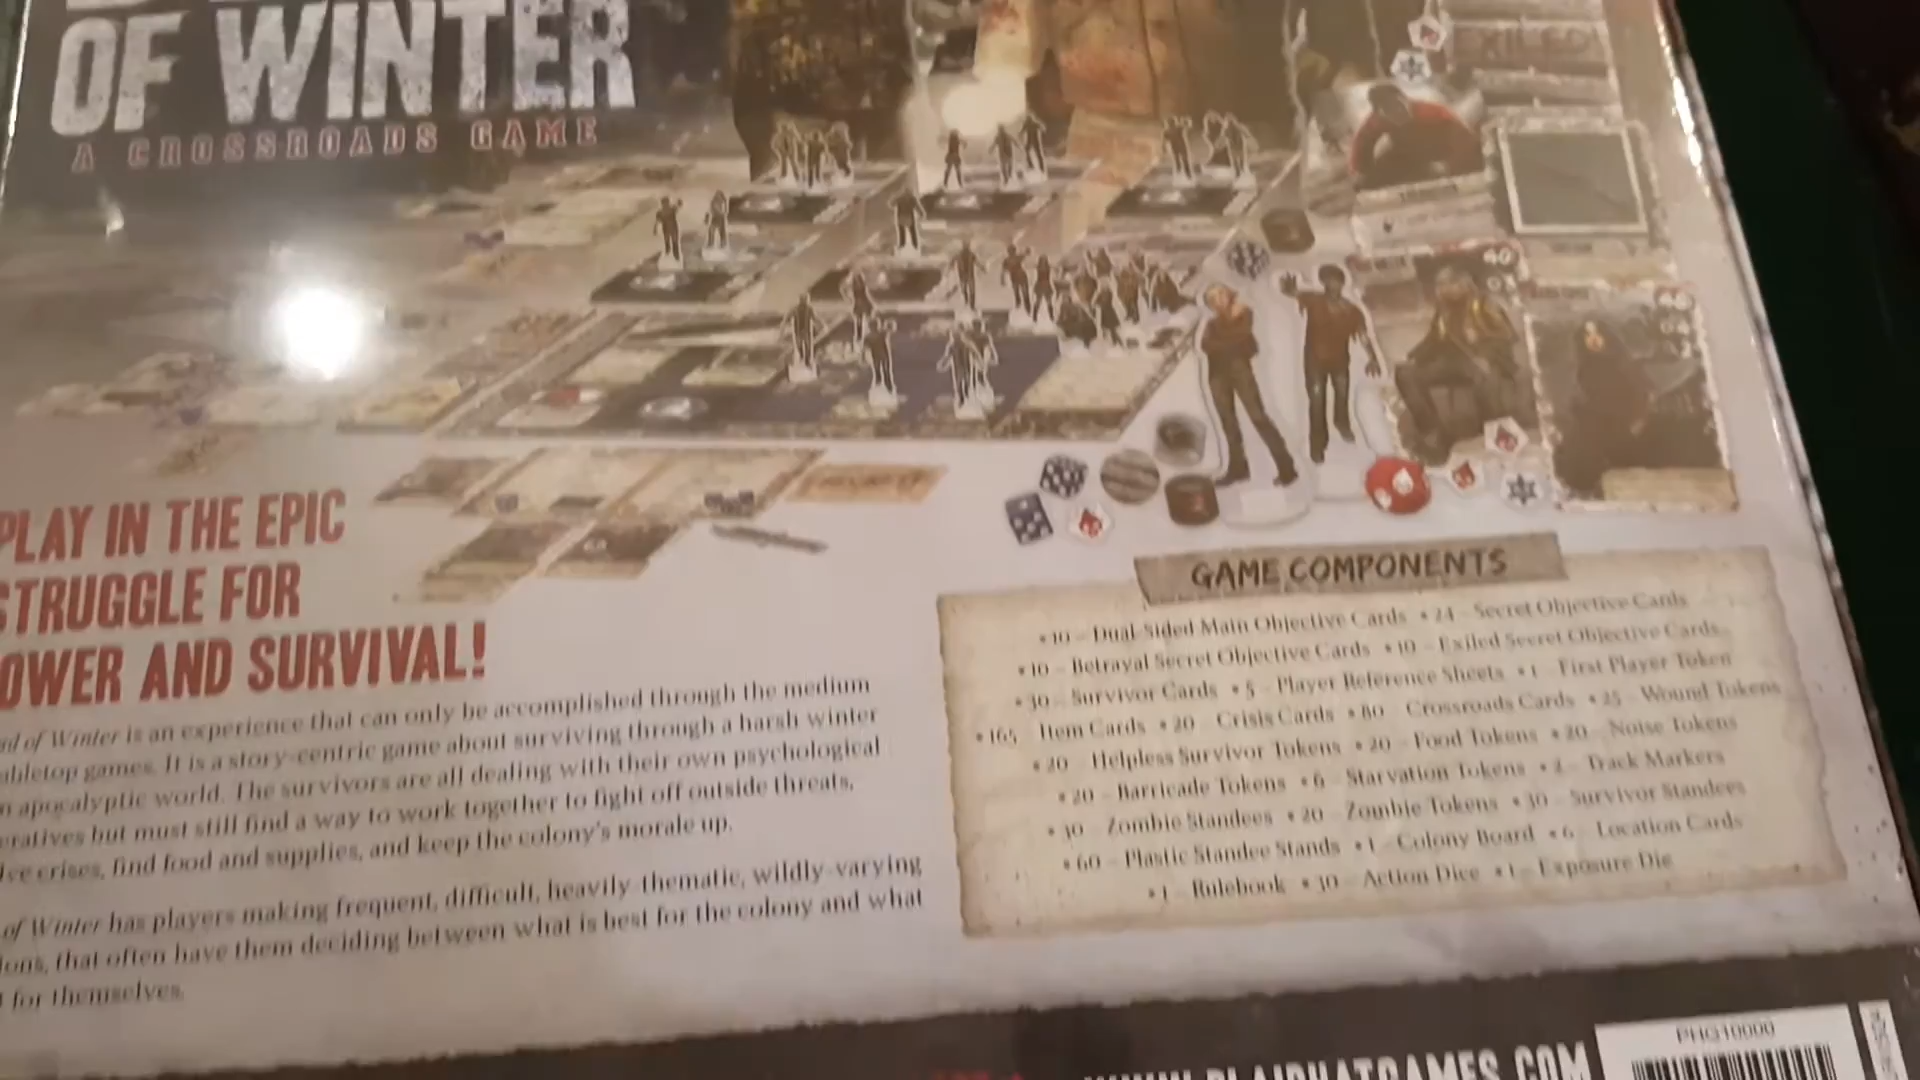 OF WINTER
A CROSSROADS GAME
EXILED
PLAY IN THE EPIC
STRUGGLE FOR
OWER AND SURVIVAL!
of Winter is an experience that can only be accomplished through the medium
abletop games. It is a story-centric game about surviving through a harsh winter
n apocalyptic world. The survivors are all dealing with their own psychological
eratives but must still find a way to work together to fight off outside threats,
lve crises, find food and supplies, and keep the colony's morale up.
of Winter has players making frequent, difficult, heavily-thematic, wildly-varying
ions, that often have them deciding between what is best for the colony and what
for themselves.
GAME COMPONENTS
• 10 – Dual-Sided Main Objective Cards • 24 – Secret Objective Cards
• 10 – Betrayal Secret Objective Cards • 10 – Exiled Secret Objective Cards
• 30 – Survivor Cards • 5 – Player Reference Sheets • 1 – First Player Token
• 165 – Item Cards • 20 – Crisis Cards • 80 – Crossroads Cards • 25 – Wound Tokens
• 20 – Helpless Survivor Tokens • 20 – Food Tokens • 20 – Noise Tokens
• 20 – Barricade Tokens • 6 – Starvation Tokens • 2 – Track Markers
• 30 – Zombie Standees • 20 – Zombie Tokens • 30 – Survivor Standees
• 60 – Plastic Standee Stands • 1 – Colony Board • 6 – Location Cards
• 1 – Rulebook • 30 – Action Dice • 1 – Exposure Die
WWW.PLAIDHATGAMES.COM
PHG10000